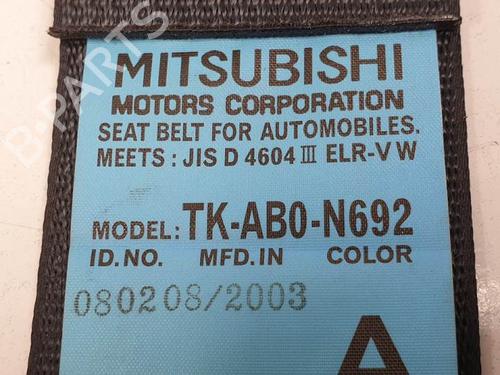 MITSUBISHI
MOTORS CORPORATION
SEAT BELT FOR AUTOMOBILES.
MEETS : JIS D 4604 III ELR-V W
MODEL: TK-AB0-N692
ID.NO. MFD.IN COLOR
080208/2003
A
B-PARTS